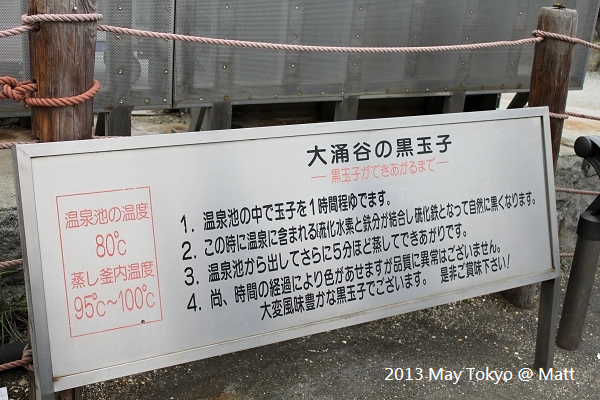 大涌谷の黒玉子
― 黒玉子ができあがるまで ―
温泉池の温度
80℃
蒸し釜内温度
95℃～100℃
1. 温泉池の中で玉子を1時間程ゆでます。
2. この時に温泉に含まれる硫化水素と鉄分が結合し硫化鉄となって自然に黒くなります。
3. 温泉池から出してさらに5分ほど蒸してできあがりです。
4. 尚、時間の経過により色があせますが品質に異常はございません。
大変風味豊かな黒玉子でございます。 是非ご賞味下さい!
2013 May Tokyo @ Matt